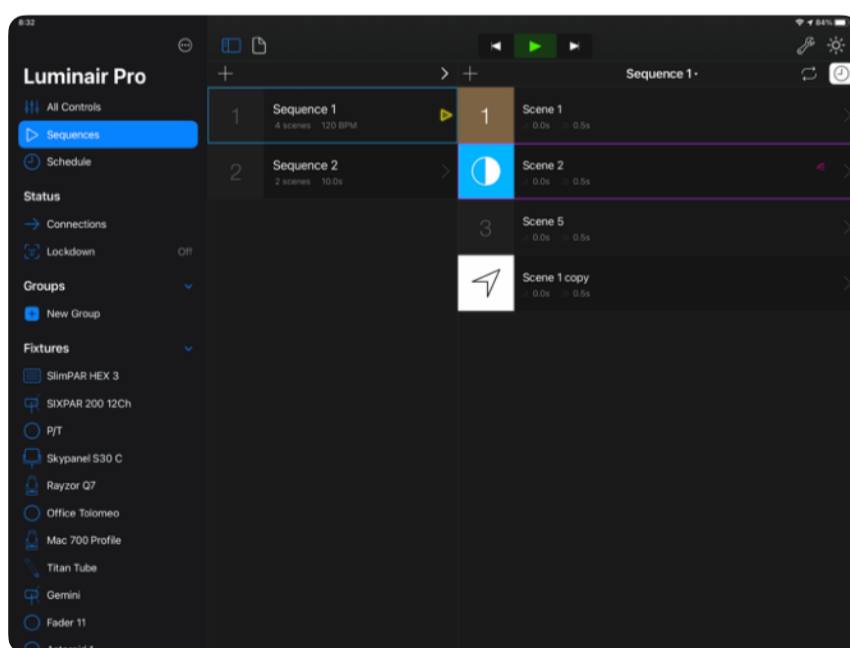 8:32
84%
Luminair Pro
All Controls
Sequences
Schedule
Status
Connections
Lockdown Off
Groups
New Group
Fixtures
SlimPAR HEX 3
SIXPAR 200 12Ch
P/T
Skypanel S30 C
Rayzor Q7
Office Tolomeo
Mac 700 Profile
Titan Tube
Gemini
Fader 11
1
Sequence 1
4 scenes 120 BPM
2
Sequence 2
2 scenes 10.0s
Sequence 1
1
Scene 1
0.0s 0.5s
Scene 2
0.0s 0.5s
3
Scene 5
0.0s 0.5s
Scene 1 copy
0.0s 0.5s